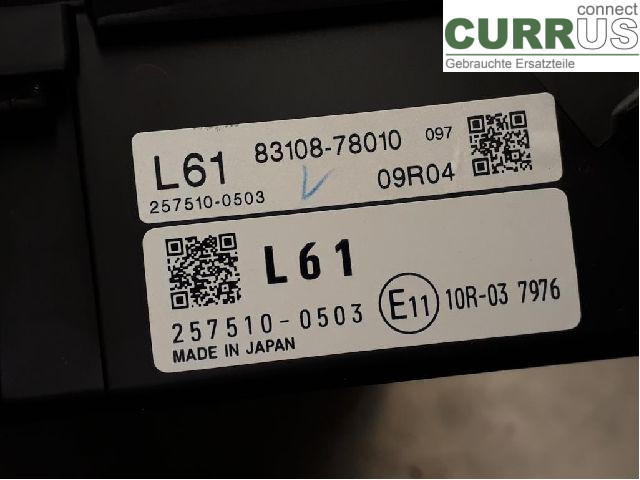 connect
CURRUS
Gebrauchte Ersatzteile
L61 83108-78010 097
257510-0503 09R04
L61
257510-0503 E11 10R-03 7976
MADE IN JAPAN